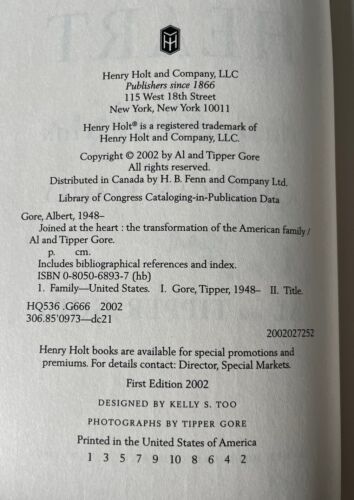 Henry Holt and Company, LLC
Publishers since 1866
115 West 18th Street
New York, New York 10011
Henry Holt® is a registered trademark of
Henry Holt and Company, LLC.
Copyright © 2002 by Al and Tipper Gore
All rights reserved.
Distributed in Canada by H. B. Fenn and Company Ltd.
Library of Congress Cataloging-in-Publication Data
Gore, Albert, 1948–
Joined at the heart : the transformation of the American family /
Al and Tipper Gore.
p. cm.
Includes bibliographical references and index.
ISBN 0-8050-6893-7 (hb)
1. Family—United States. I. Gore, Tipper, 1948– II. Title.
HQ536 .G666 2002
306.85'0973—dc21
2002027252
Henry Holt books are available for special promotions and
premiums. For details contact: Director, Special Markets.
First Edition 2002
DESIGNED BY KELLY S. TOO
PHOTOGRAPHS BY TIPPER GORE
Printed in the United States of America
1 3 5 7 9 10 8 6 4 2